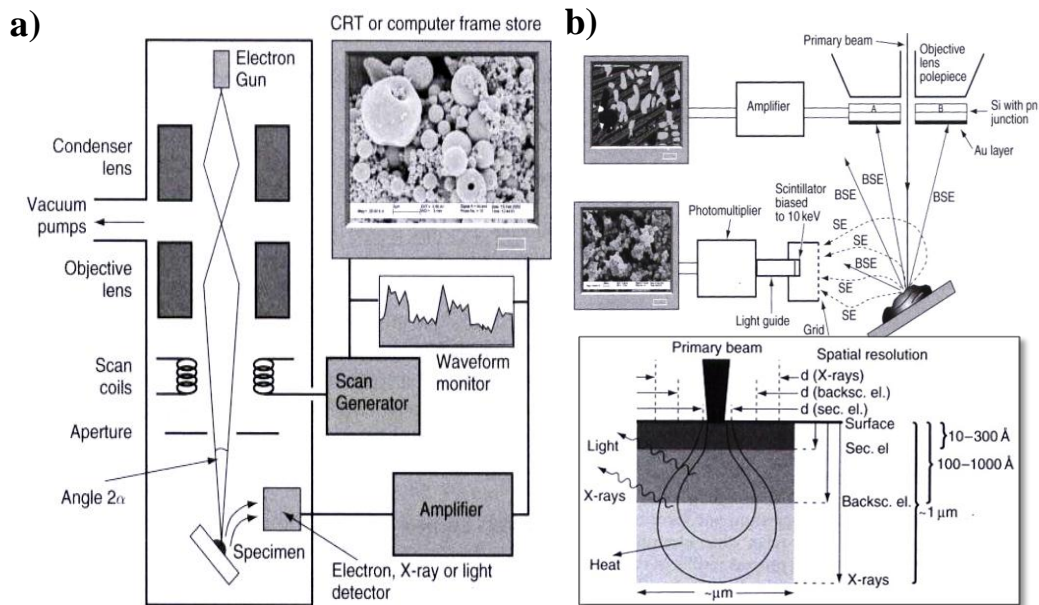 a)
CRT or computer frame store
Electron
Gun
Condenser
lens
Vacuum
pumps
Objective
lens
Scan
coils
Aperture
Angle 2α
Specimen
Waveform
monitor
Scan
Generator
Amplifier
Electron, X-ray or light
detector
b)
Primary beam
Objective
lens
polepiece
Amplifier
A
B
Si with pn
junction
Au layer
BSE
BSE
BSE
Scintillator
biased
to 10 keV
Photomultiplier
SE
SE
BSE
SE
SE
Light guide
Grid
Primary beam
Spatial resolution
d (X-rays)
d (backsc. el.)
d (sec. el.)
Surface
Sec. el
10–300 Å
100–1000 Å
Light
X-rays
Backsc. el.
~1 μm
Heat
X-rays
~μm